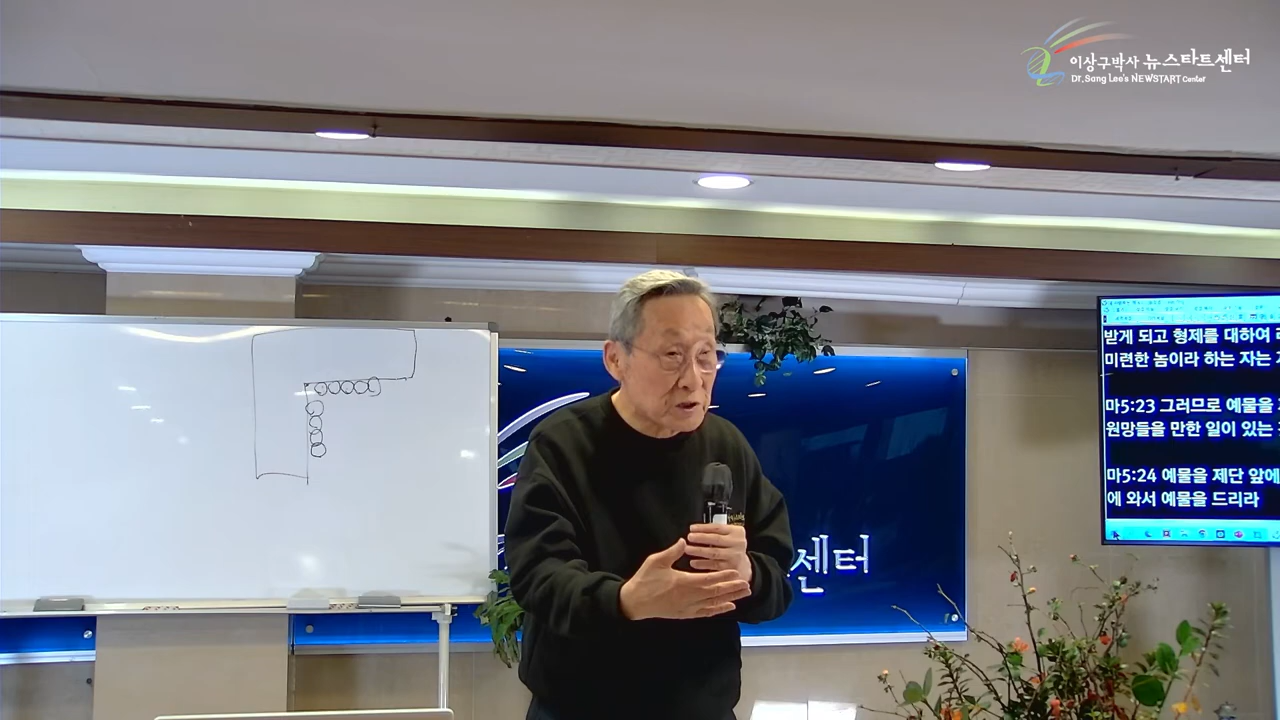 이상구박사 뉴스타트센터
Dr. Sang Lee's NEWSTART Center
받게 되고 형제를 대하여
미련한 놈이라 하는 자는
마5:23 그러므로 예물을
원망들을 만한 일이 있는
마5:24 예물을 제단 앞에
에 와서 예물을 드리라
센터